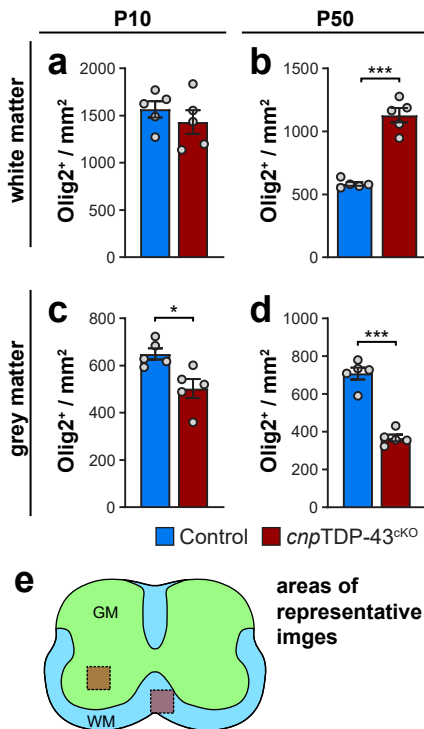 P10 P50
white matter
a
Olig2⁺ / mm²
2000
1500
1000
500
0
b
***
Olig2⁺ / mm²
1500
1000
500
0
grey matter
c
*
Olig2⁺ / mm²
800
600
400
200
0
d
***
Olig2⁺ / mm²
1000
800
600
400
200
0
Control cnpTDP-43ᶜᴷᴼ
e
GM
WM
areas of
representative
imges